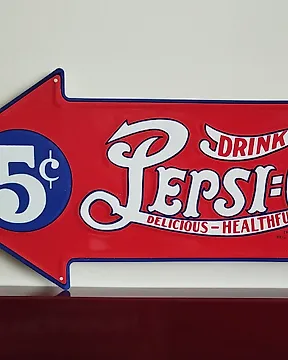 DRINK
5¢ PEPSI=C
DELICIOUS – HEALTHFU